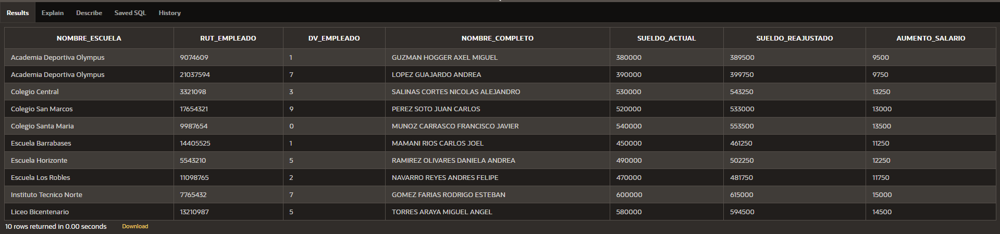 Results Explain Describe Saved SQL History
NOMBRE_ESCUELA RUT_EMPLEADO DV_EMPLEADO NOMBRE_COMPLETO SUELDO_ACTUAL SUELDO_REAJUSTADO AUMENTO_SALARIO
Academia Deportiva Olympus 9074609 1 GUZMAN HOGGER AXEL MIGUEL 380000 389500 9500
Academia Deportiva Olympus 21037594 7 LOPEZ GUAJARDO ANDREA 390000 399750 9750
Colegio Central 3321098 3 SALINAS CORTES NICOLAS ALEJANDRO 530000 543250 13250
Colegio San Marcos 17654321 9 PEREZ SOTO JUAN CARLOS 520000 533000 13000
Colegio Santa Maria 9987654 0 MUNOZ CARRASCO FRANCISCO JAVIER 540000 553500 13500
Escuela Barrabases 14405525 1 MAMANI RIOS CARLOS JOEL 450000 461250 11250
Escuela Horizonte 5543210 5 RAMIREZ OLIVARES DANIELA ANDREA 490000 502250 12250
Escuela Los Robles 11098765 2 NAVARRO REYES ANDRES FELIPE 470000 481750 11750
Instituto Tecnico Norte 7765432 7 GOMEZ FARIAS RODRIGO ESTEBAN 600000 615000 15000
Liceo Bicentenario 13210987 5 TORRES ARAYA MIGUEL ANGEL 580000 594500 14500
10 rows returned in 0.00 seconds Download